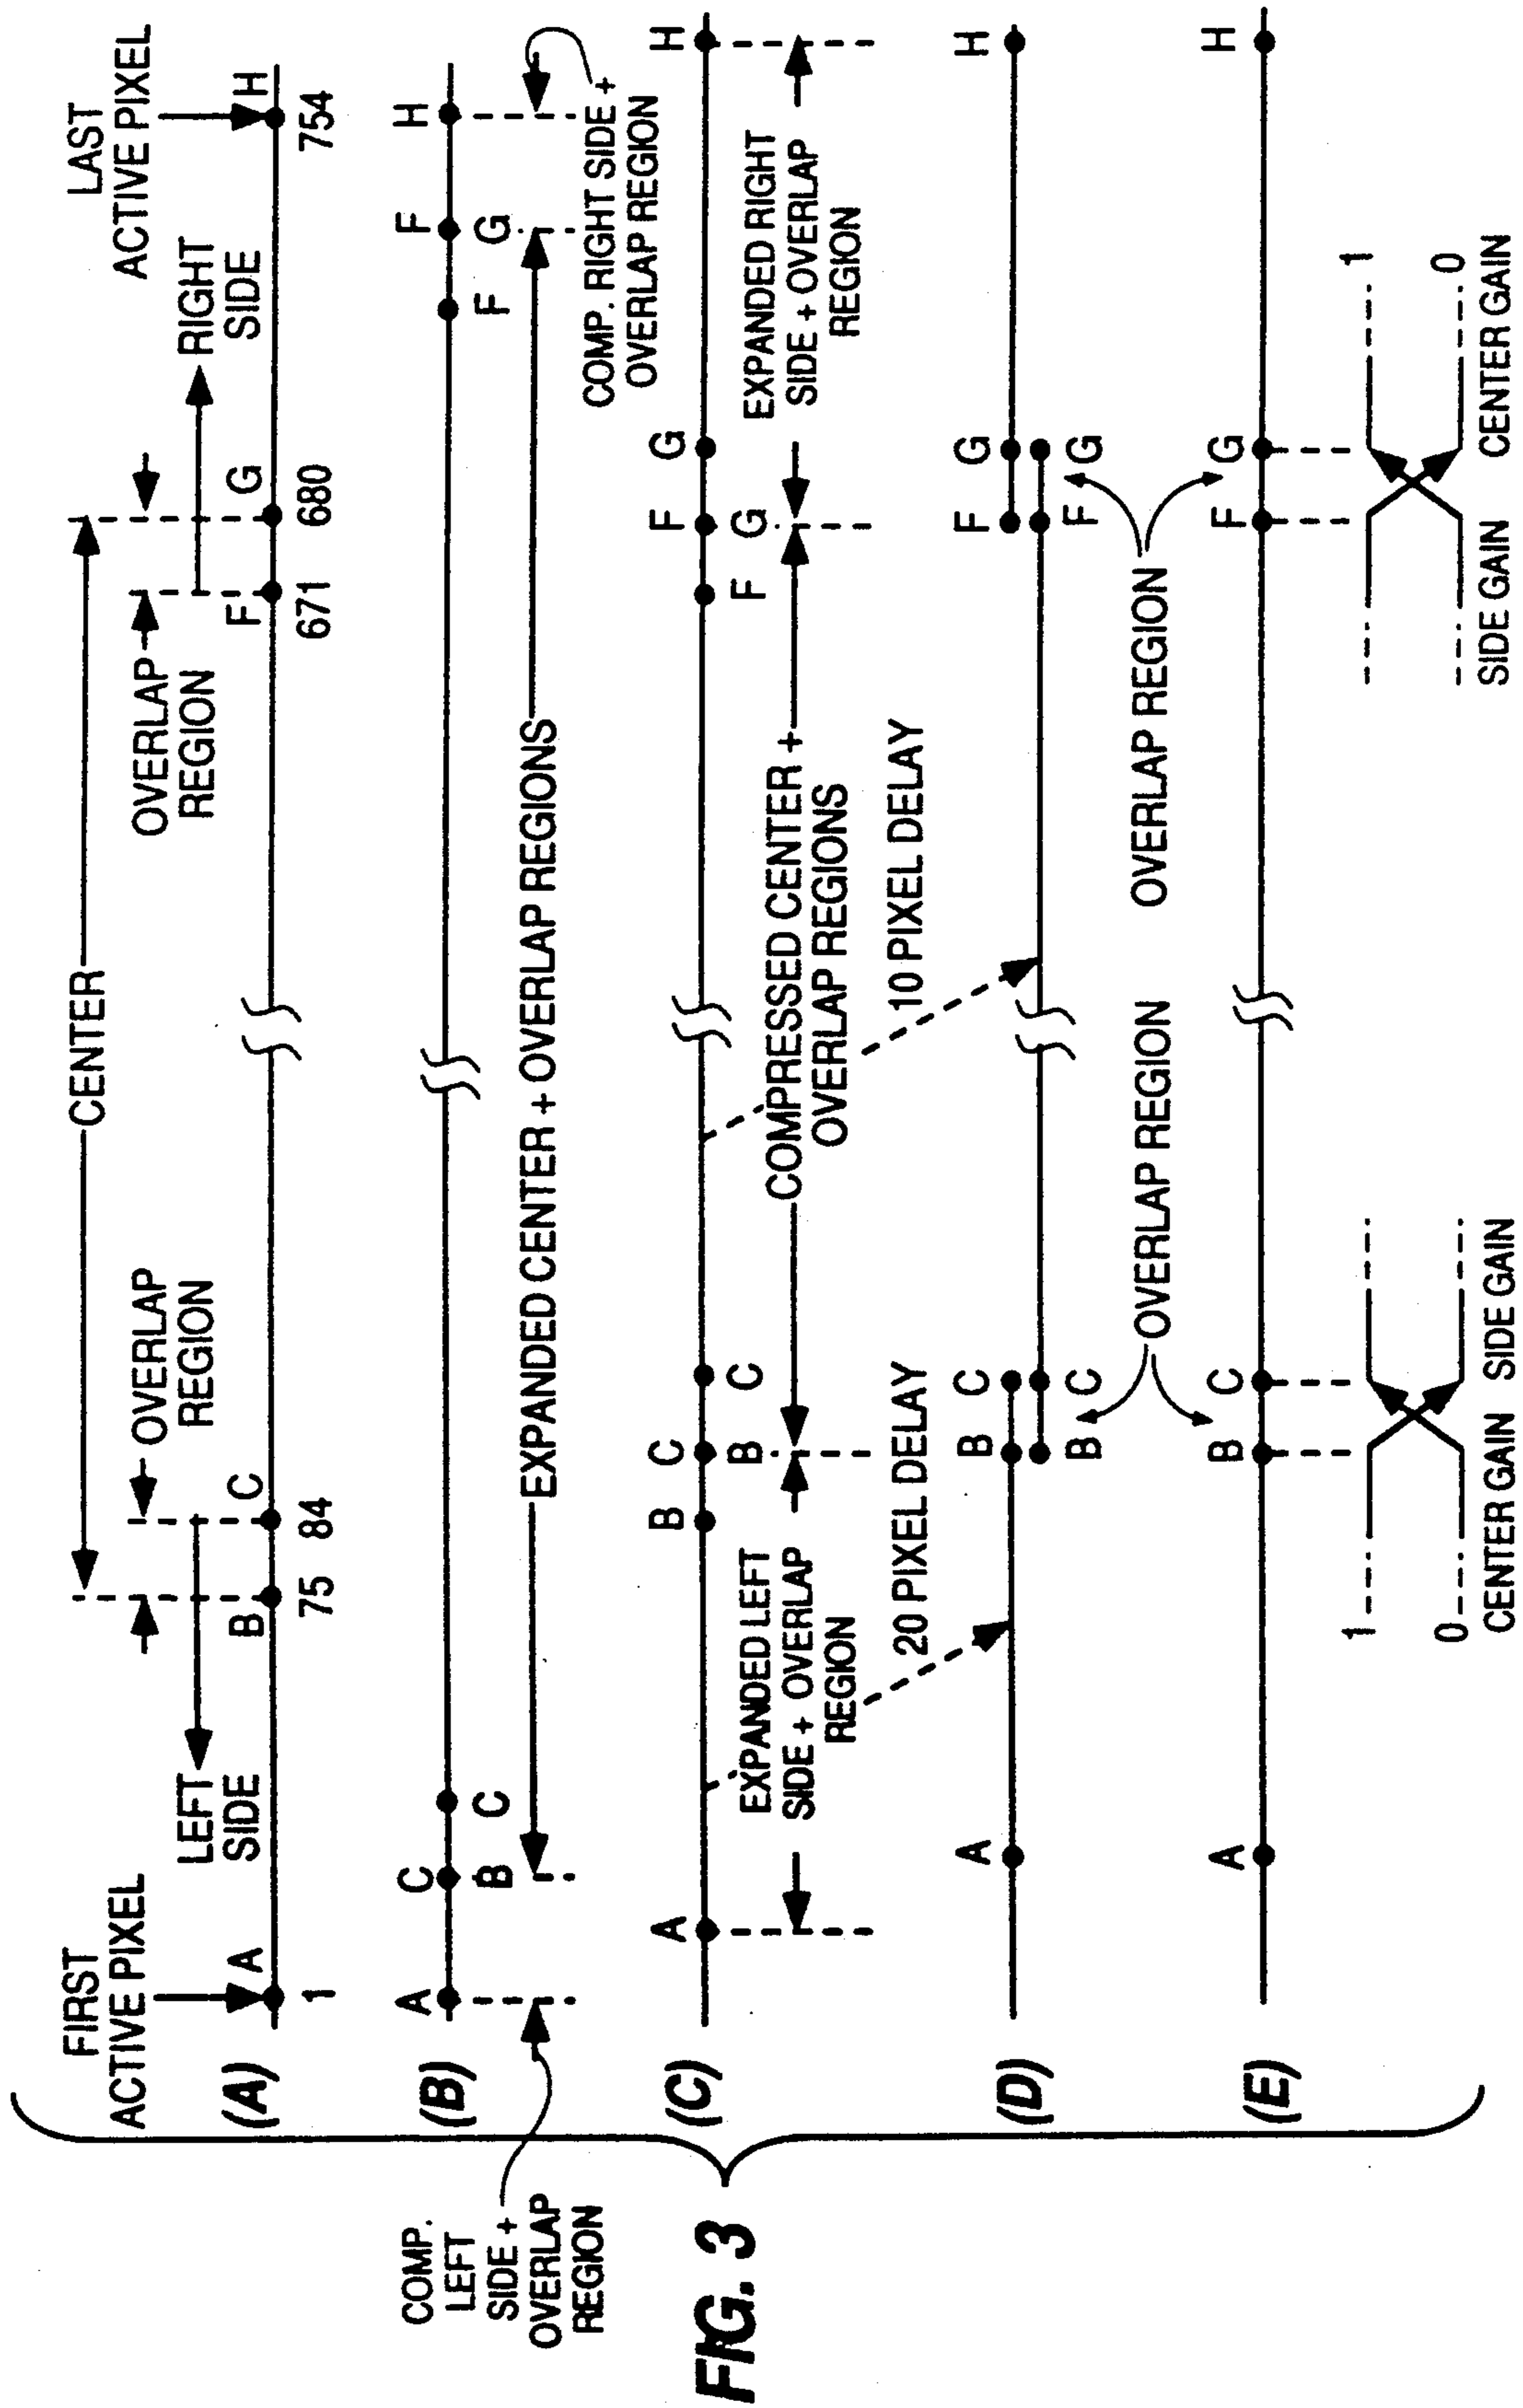 FIRST
ACTIVE PIXEL
LAST
ACTIVE PIXEL
CENTER
OVERLAP
REGION
OVERLAP
REGION
LEFT
SIDE
RIGHT
SIDE
(A)
A B C F G H
1 75 84 671 680 754
(B)
A C F H
B C F G
COMP.
LEFT
SIDE +
OVERLAP
REGION
EXPANDED CENTER + OVERLAP REGIONS
COMP. RIGHT SIDE +
OVERLAP REGION
(C)
A B C F G H
B C F G
EXPANDED LEFT
SIDE + OVERLAP
REGION
COMPRESSED CENTER +
OVERLAP REGIONS
EXPANDED RIGHT
SIDE + OVERLAP
REGION
20 PIXEL DELAY
10 PIXEL DELAY
(D)
A B C F G H
B C F G
OVERLAP REGION
OVERLAP REGION
(E)
A B C F G H
1
0
CENTER GAIN SIDE GAIN
1
0
SIDE GAIN CENTER GAIN
FIG. 3